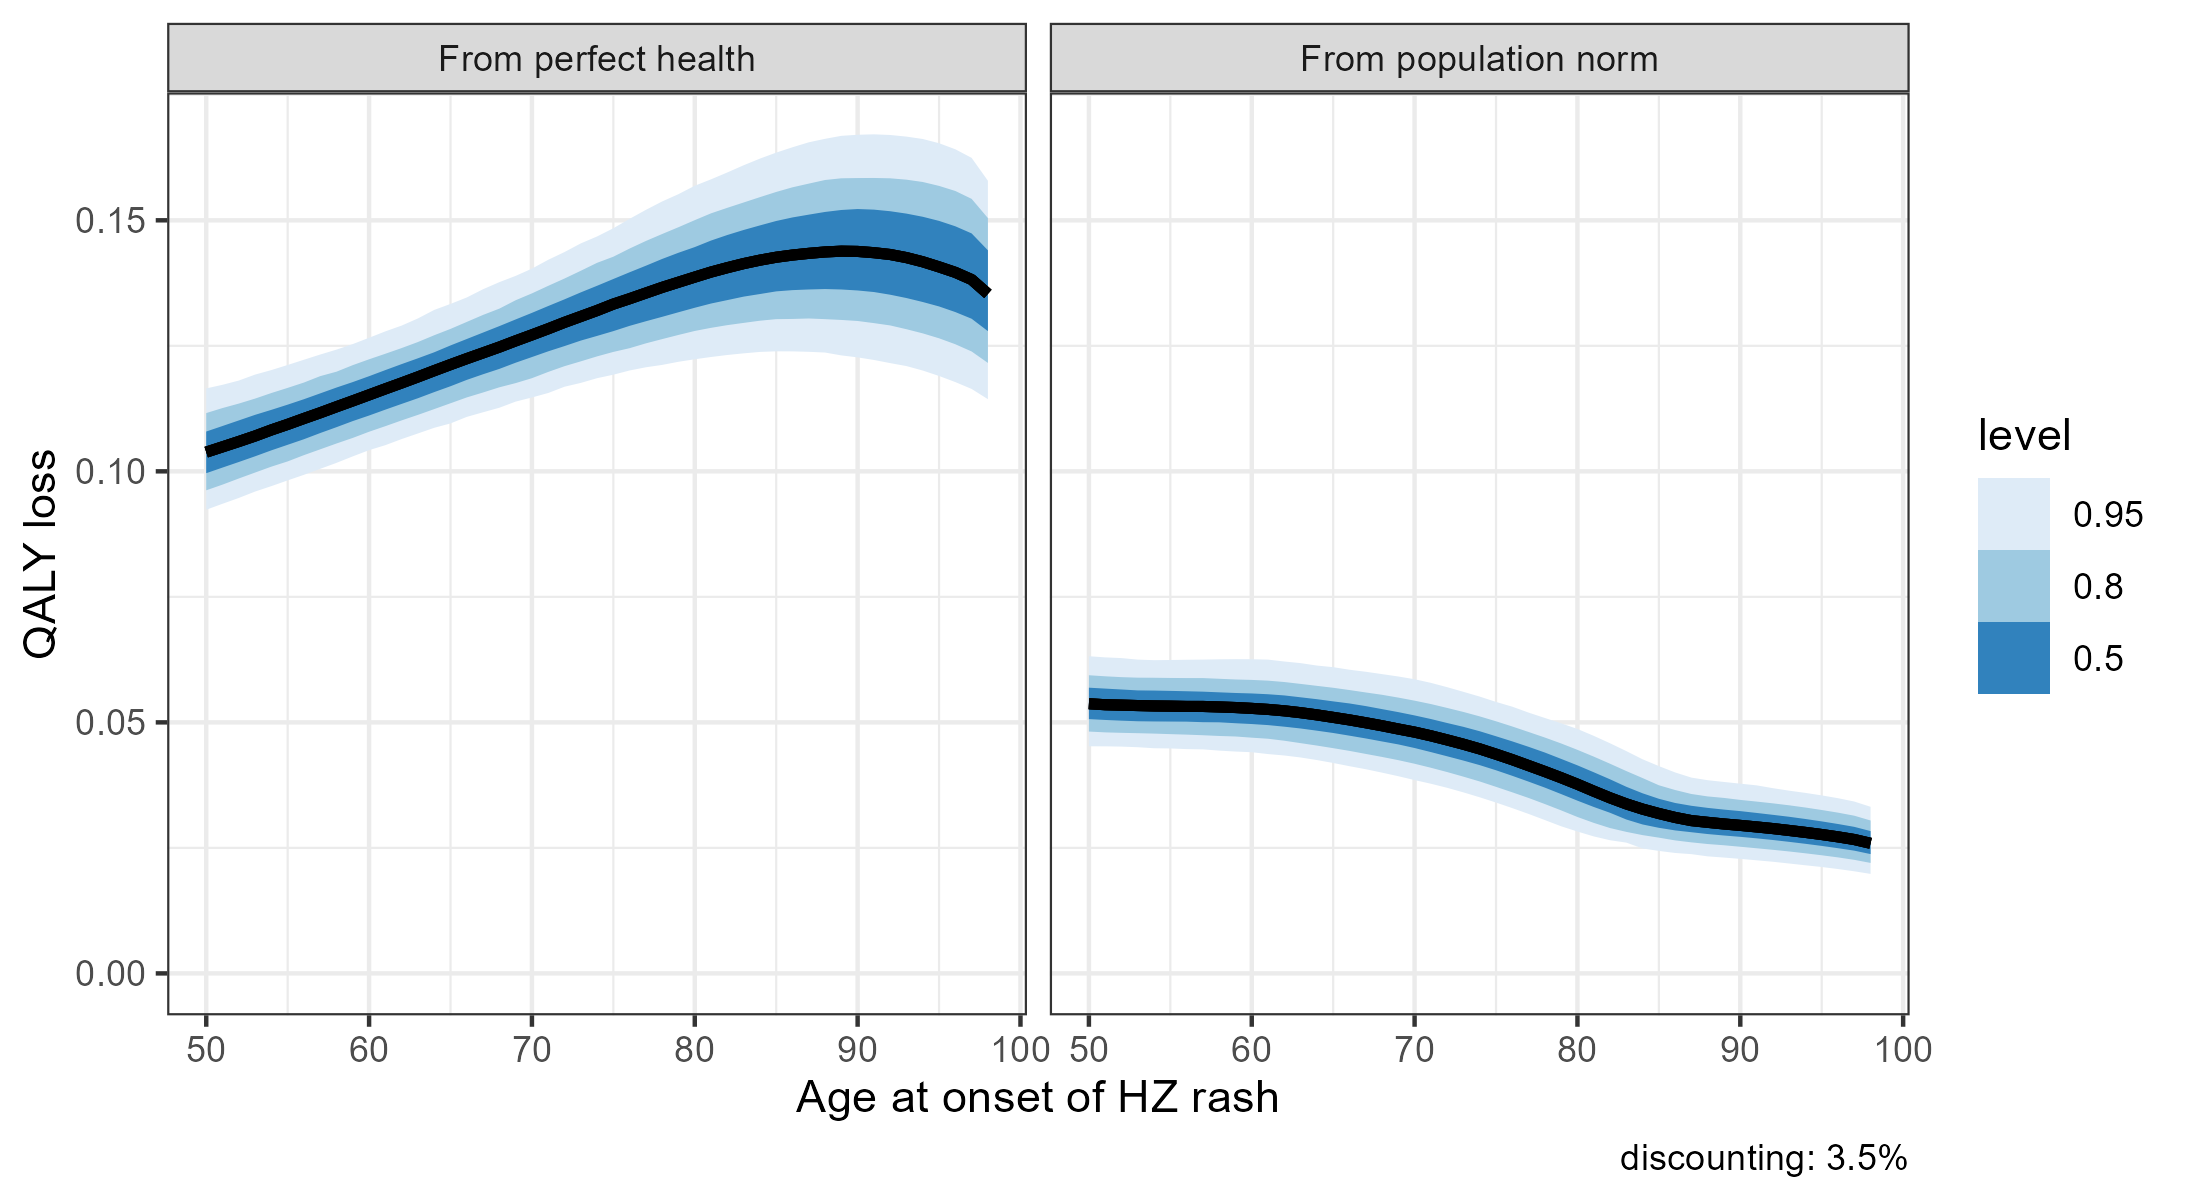 From perfect health
From population norm
QALY loss
0.15
0.10
0.05
0.00
50 60 70 80 90 100
50 60 70 80 90 100
Age at onset of HZ rash
level
0.95
0.8
0.5
discounting: 3.5%